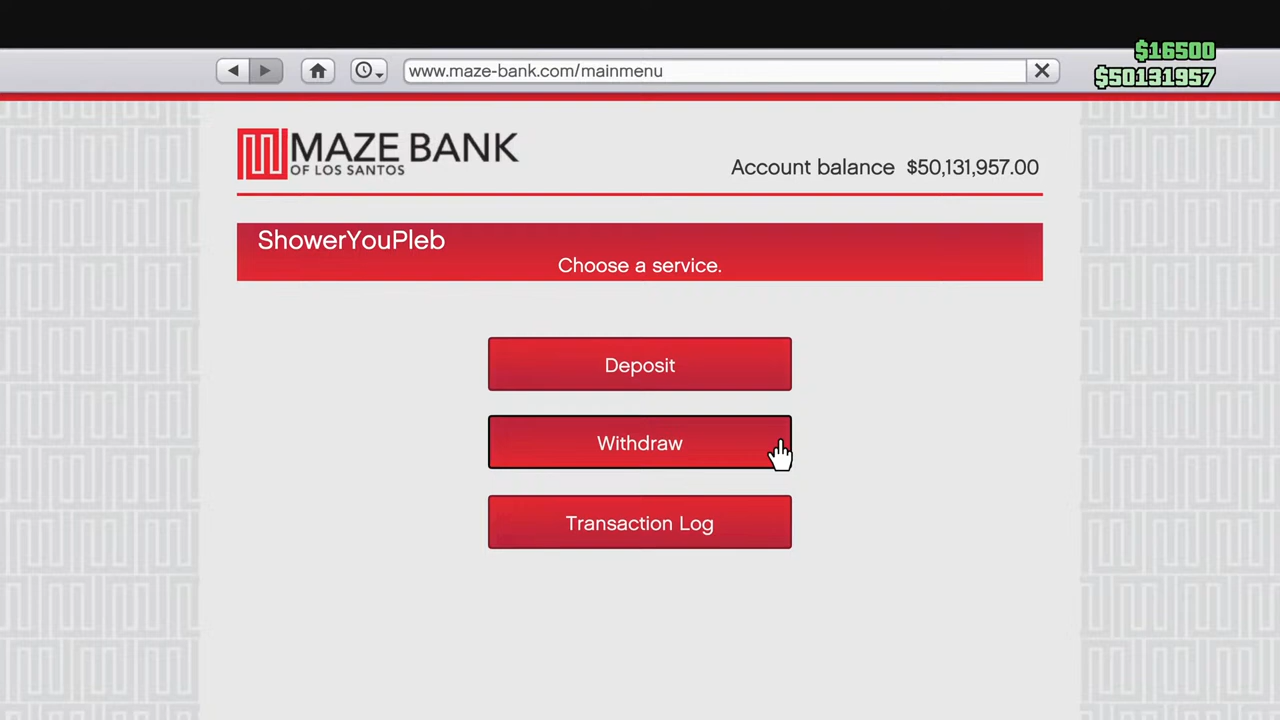 $16500
www.maze-bank.com/mainmenu
$50131957
MAZE BANK
OF LOS SANTOS
Account balance $50,131,957.00
ShowerYouPleb
Choose a service.
Deposit
Withdraw
Transaction Log